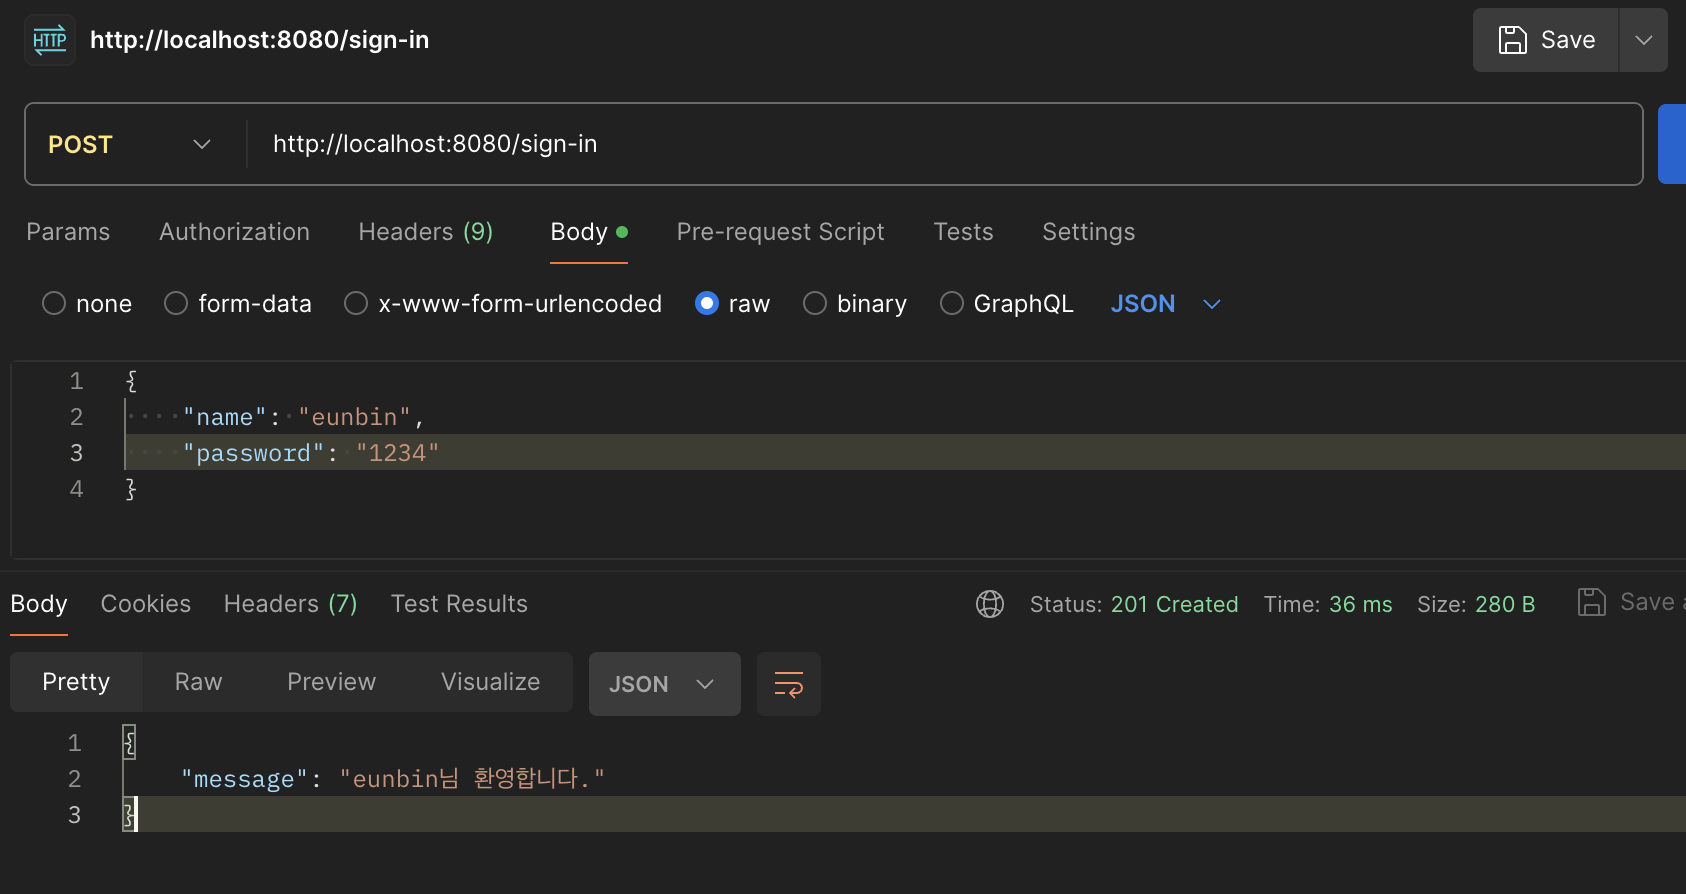 HTTP http://localhost:8080/sign-in Save
POST http://localhost:8080/sign-in
Params Authorization Headers (9) Body Pre-request Script Tests Settings
none form-data x-www-form-urlencoded raw binary GraphQL JSON
1 {
2 "name": "eunbin",
3 "password": "1234"
4 }
Body Cookies Headers (7) Test Results Status: 201 Created Time: 36 ms Size: 280 B Save
Pretty Raw Preview Visualize JSON
1 {
2 "message": "eunbin님 환영합니다."
3 }